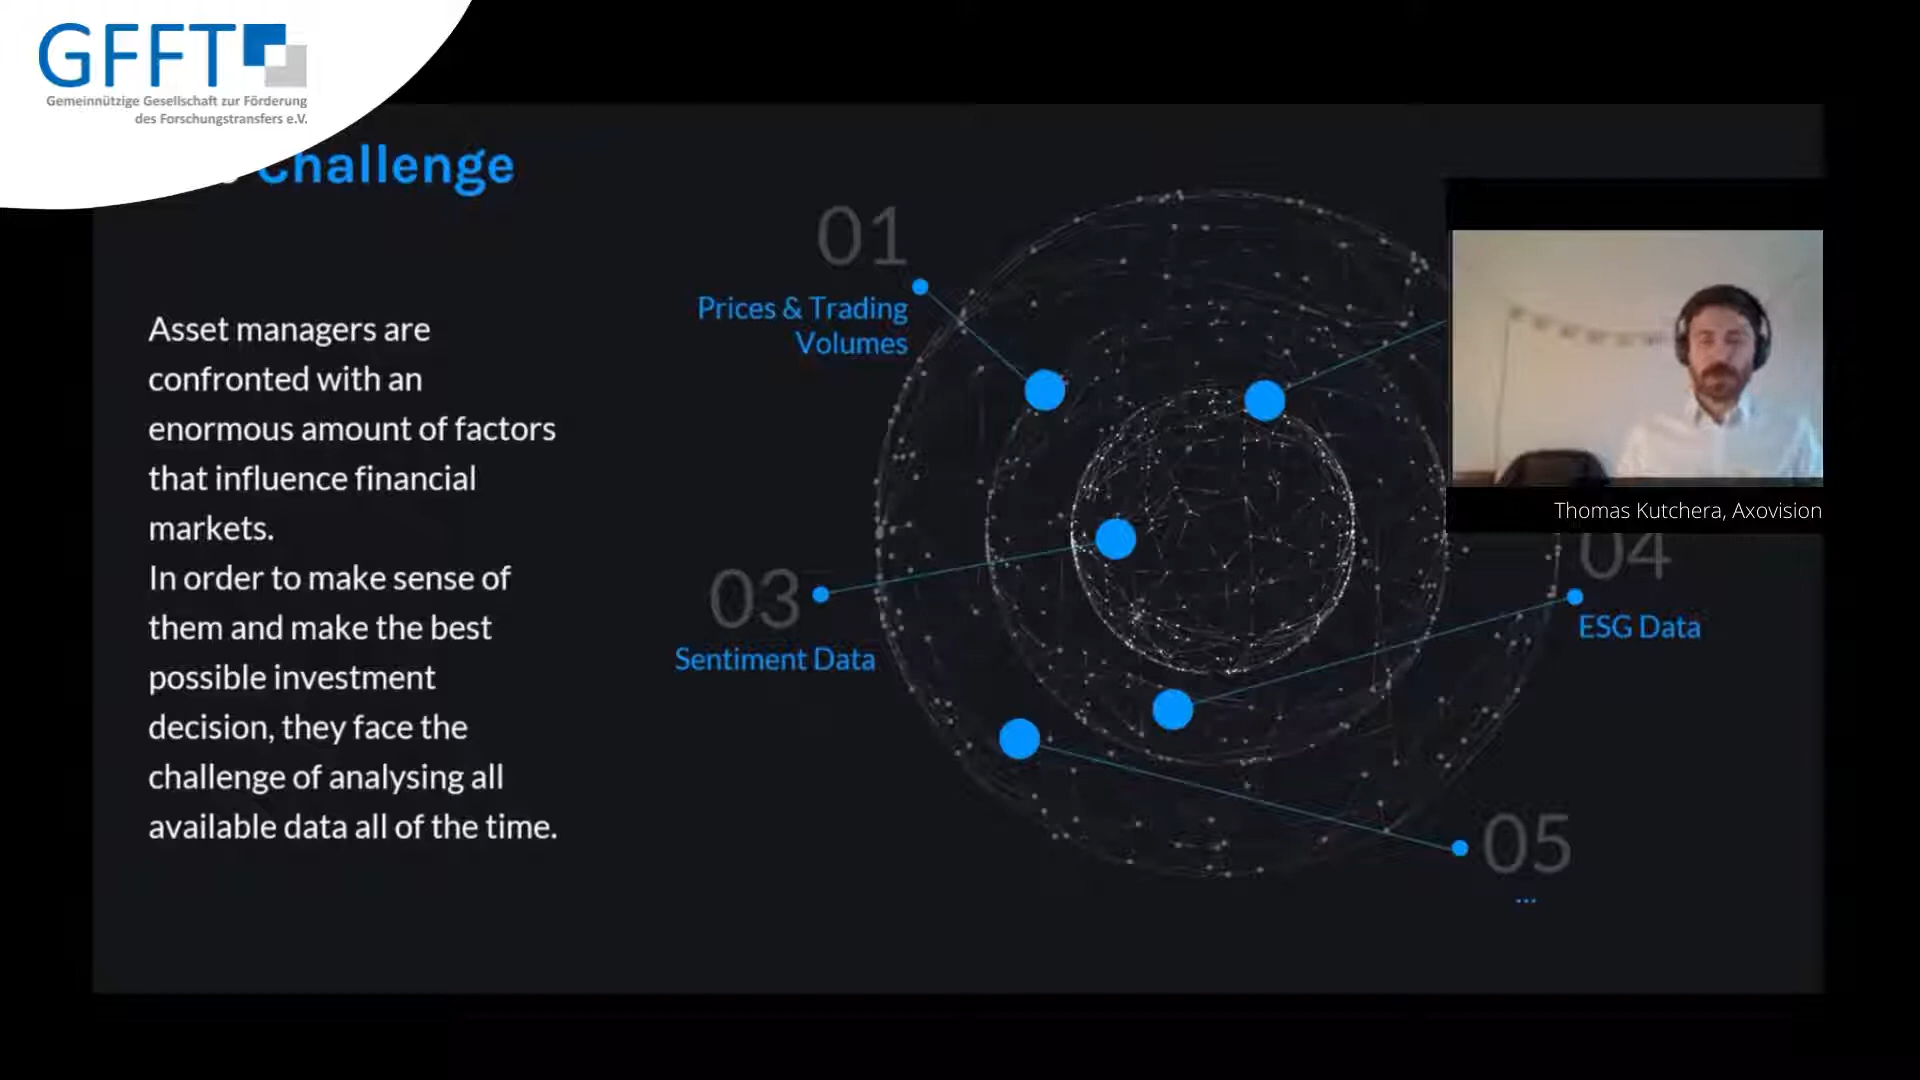 GFFT
Gemeinnützige Gesellschaft zur Förderung
des Forschungstransfers e.V.
Challenge
Asset managers are
confronted with an
enormous amount of factors
that influence financial
markets.
In order to make sense of
them and make the best
possible investment
decision, they face the
challenge of analysing all
available data all of the time.
01
Prices & Trading
Volumes
03
Sentiment Data
Thomas Kutchera, Axovision
04
ESG Data
05
...